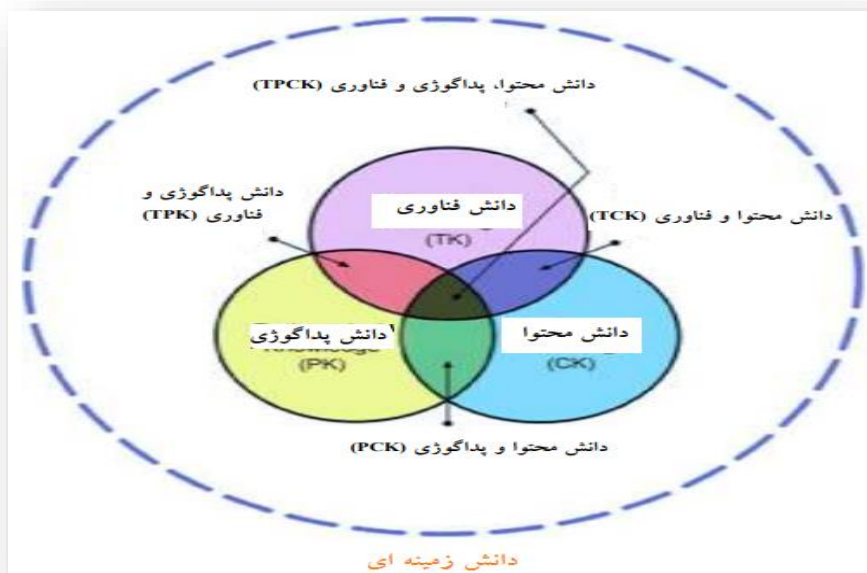 دانش محتوا، پداگوژی و فناوری (TPCK)
دانش پداگوژی و
فناوری (TPK)
دانش فناوری
(TK)
دانش محتوا و فناوری (TCK)
دانش پداگوژی
(PK)
دانش محتوا
(CK)
دانش محتوا و پداگوژی (PCK)
دانش زمینه ای